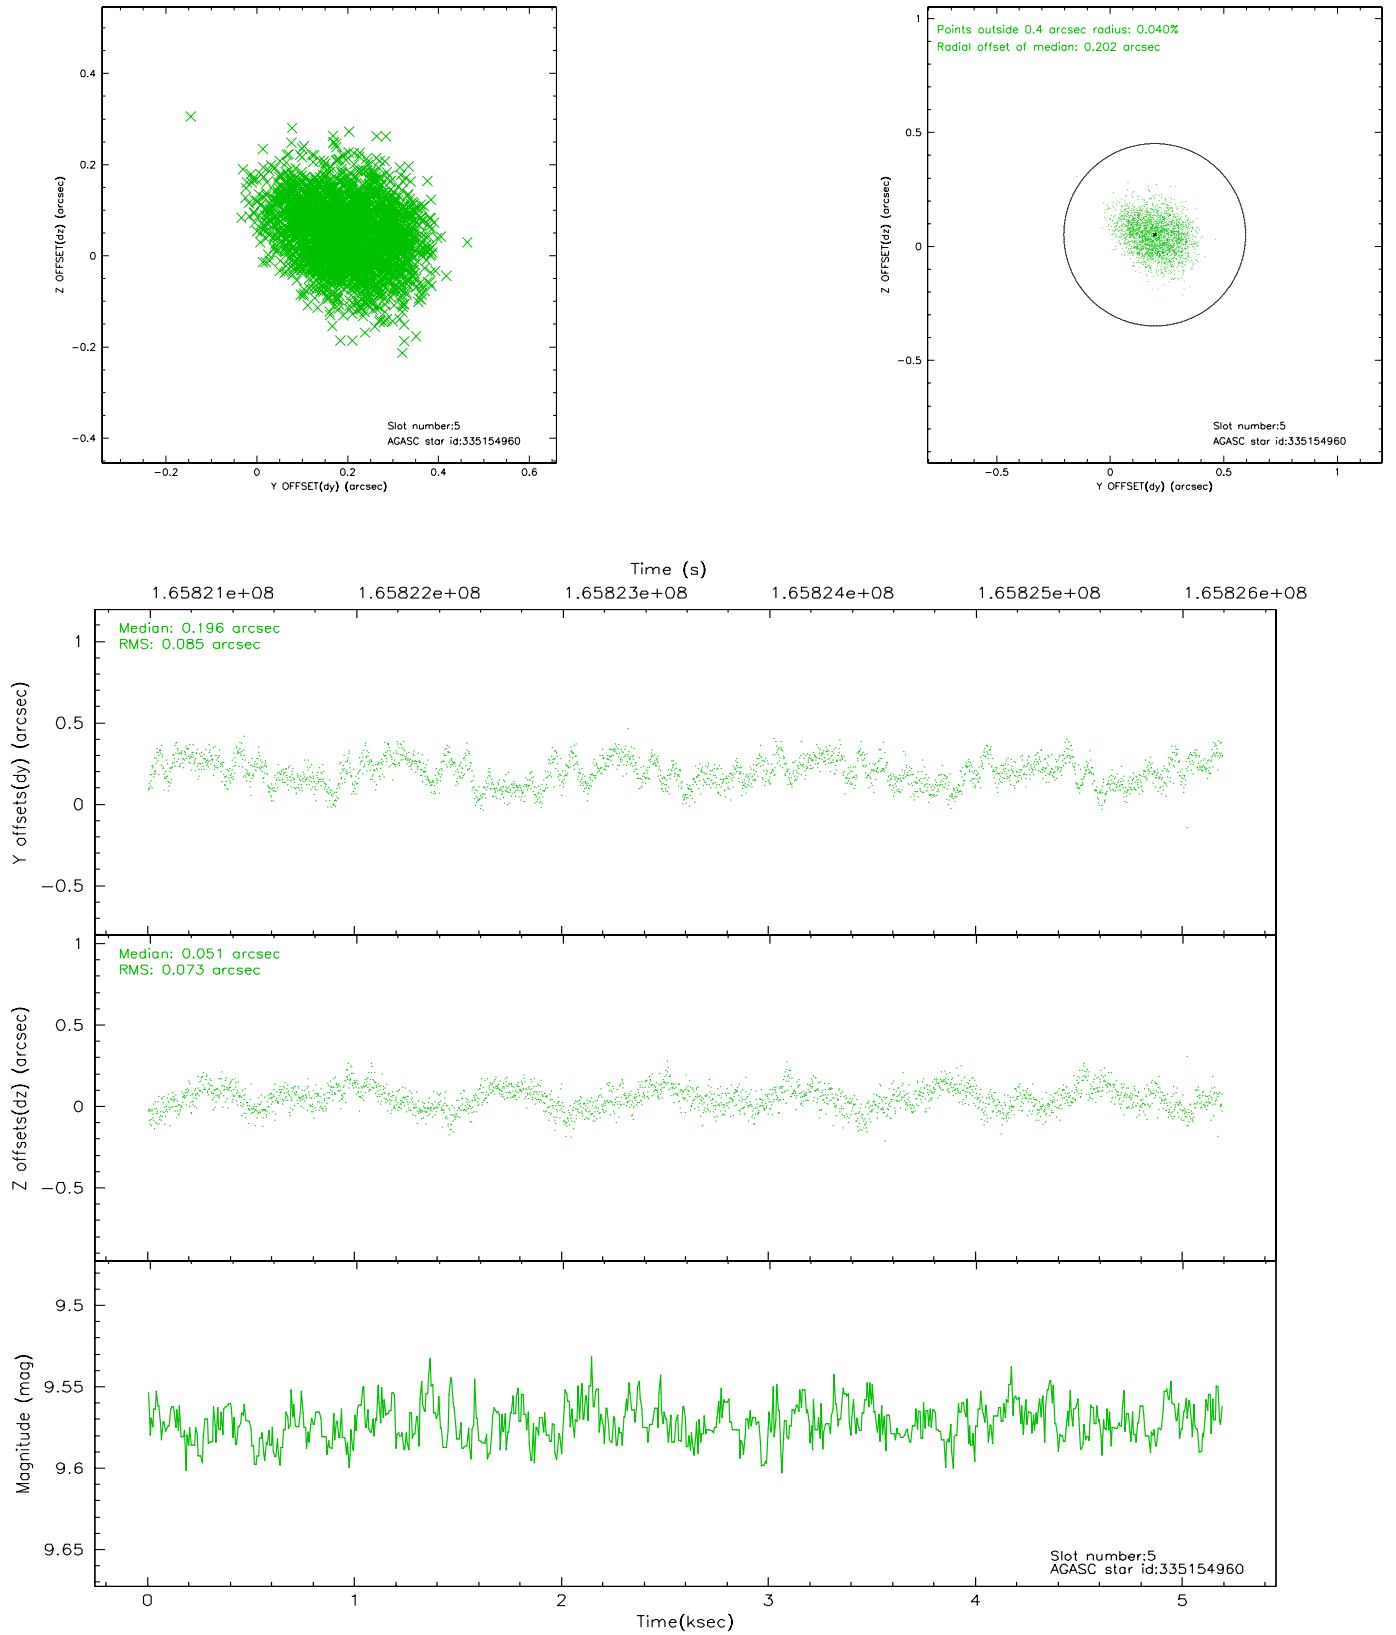 0.4
0.2
0
−0.2
−0.4
−0.2
0
0.2
0.4
0.6
Z OFFSET(dz) (arcsec)
Y OFFSET(dy) (arcsec)
Slot number:5
AGASC star id:335154960
Points outside 0.4 arcsec radius: 0.040%
Radial offset of median: 0.202 arcsec
1
0.5
0
−0.5
−0.5
0
0.5
1
Z OFFSET(dz) (arcsec)
Y OFFSET(dy) (arcsec)
Slot number:5
AGASC star id:335154960
Time (s)
1.65821e+08
1.65822e+08
1.65823e+08
1.65824e+08
1.65825e+08
1.65826e+08
Median: 0.196 arcsec
RMS: 0.085 arcsec
1
0.5
0
−0.5
Y offsets(dy) (arcsec)
Median: 0.051 arcsec
RMS: 0.073 arcsec
1
0.5
0
−0.5
Z offsets(dz) (arcsec)
9.5
9.55
9.6
9.65
Magnitude (mag)
Slot number:5
AGASC star id:335154960
0
1
2
3
4
5
Time(ksec)